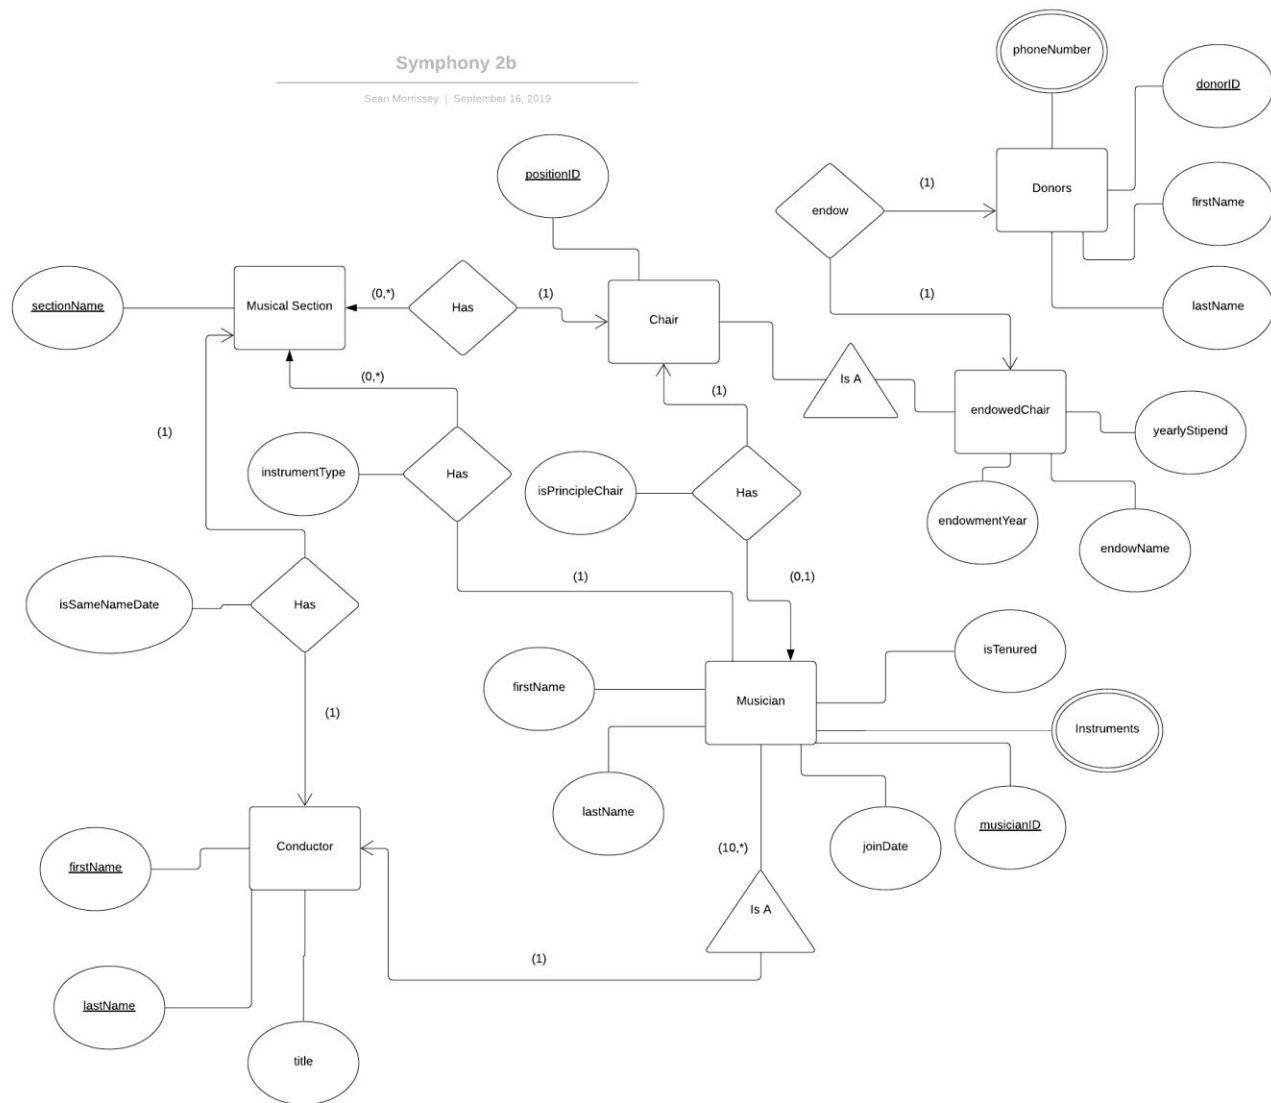 Symphony 2b
Sean Morrissey | September 16, 2019
phoneNumber
donorID
positionID
endow
(1)
Donors
firstName
sectionName
Musical Section
(0,*)
Has
(1)
Chair
(1)
lastName
(0,*)
(1)
Is A
endowedChair
yearlyStipend
(1)
instrumentType
Has
isPrincipleChair
Has
endowmentYear
endowName
isSameNameDate
Has
(1)
(0,1)
firstName
Musician
isTenured
Instruments
(1)
lastName
joinDate
musicianID
firstName
Conductor
(10,*)
Is A
(1)
lastName
title